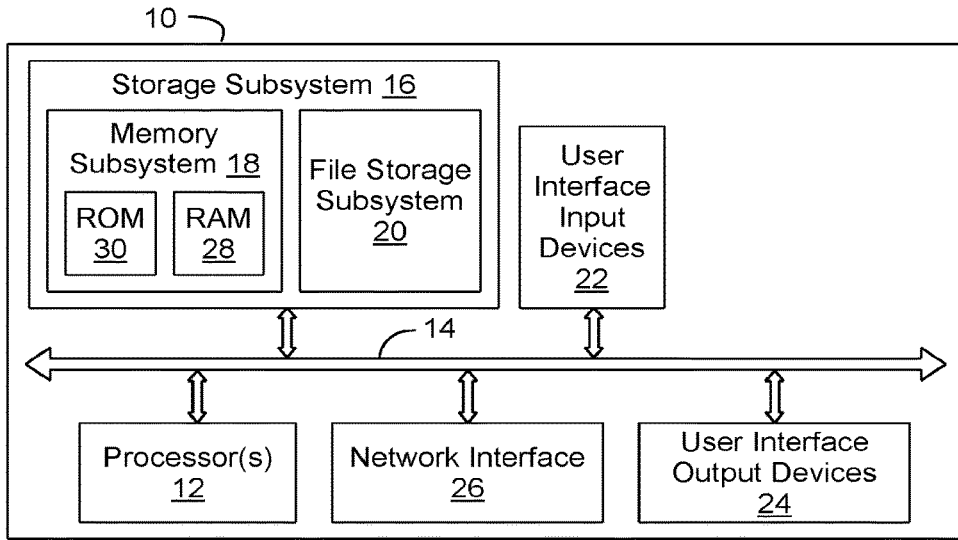 10
Storage Subsystem 16
Memory
Subsystem 18
ROM
30
RAM
28
File Storage
Subsystem
20
User
Interface
Input
Devices
22
14
Processor(s)
12
Network Interface
26
User Interface
Output Devices
24